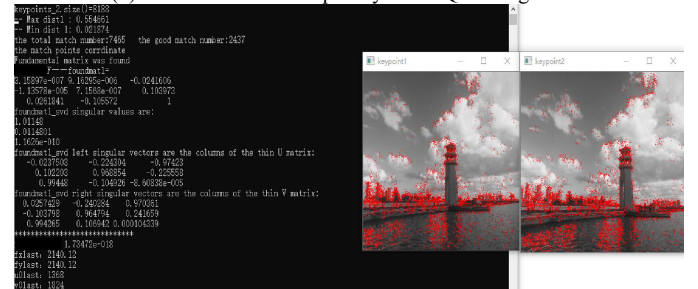 keypoints_2.size()=8188
-- Max dist1 : 0.554661
-- Min dist 1: 0.021874
the total match number:7465 the good match number:2437
the match points corrdinate
Fundamental matrix was found
F----foundmat1=
3.15897e-007 9.16295e-006 -0.0241606
-1.13578e-005 7.1568e-007 0.103973
0.0261841 -0.105572 1
foundmat1_svd singular values are:
1.01148
0.0114801
1.1626e-010
foundmat1_svd left singular vectors are the columns of the thin U matrix:
-0.0237503 -0.224304 -0.97423
0.102203 0.968854 -0.225558
0.99448 -0.104926 -8.60838e-005
foundmat1_svd right singular vectors are the columns of the thin V matrix:
0.0257429 -0.240284 0.970361
-0.103798 0.964794 0.241659
0.994265 0.106942 0.000104339
1.73472e-018
fxlast: 2140.12
fylast: 2140.12
u0last: 1368
v0last: 1824
keypoint1
keypoint2